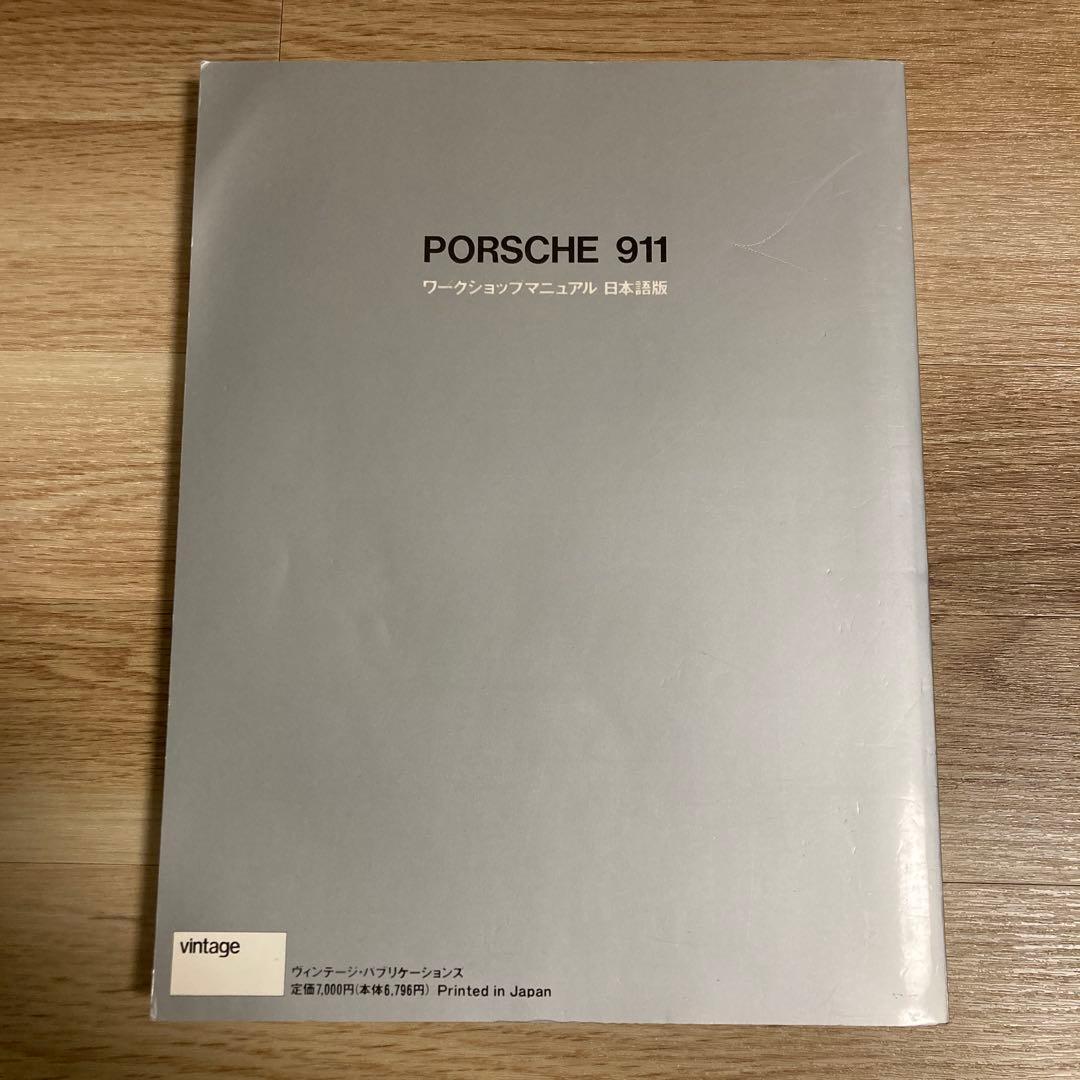 PORSCHE 911
ワークショップマニュアル 日本語版
vintage
ヴィンテージ・パブリケーションズ
定価7,000円(本体6,796円) Printed in Japan